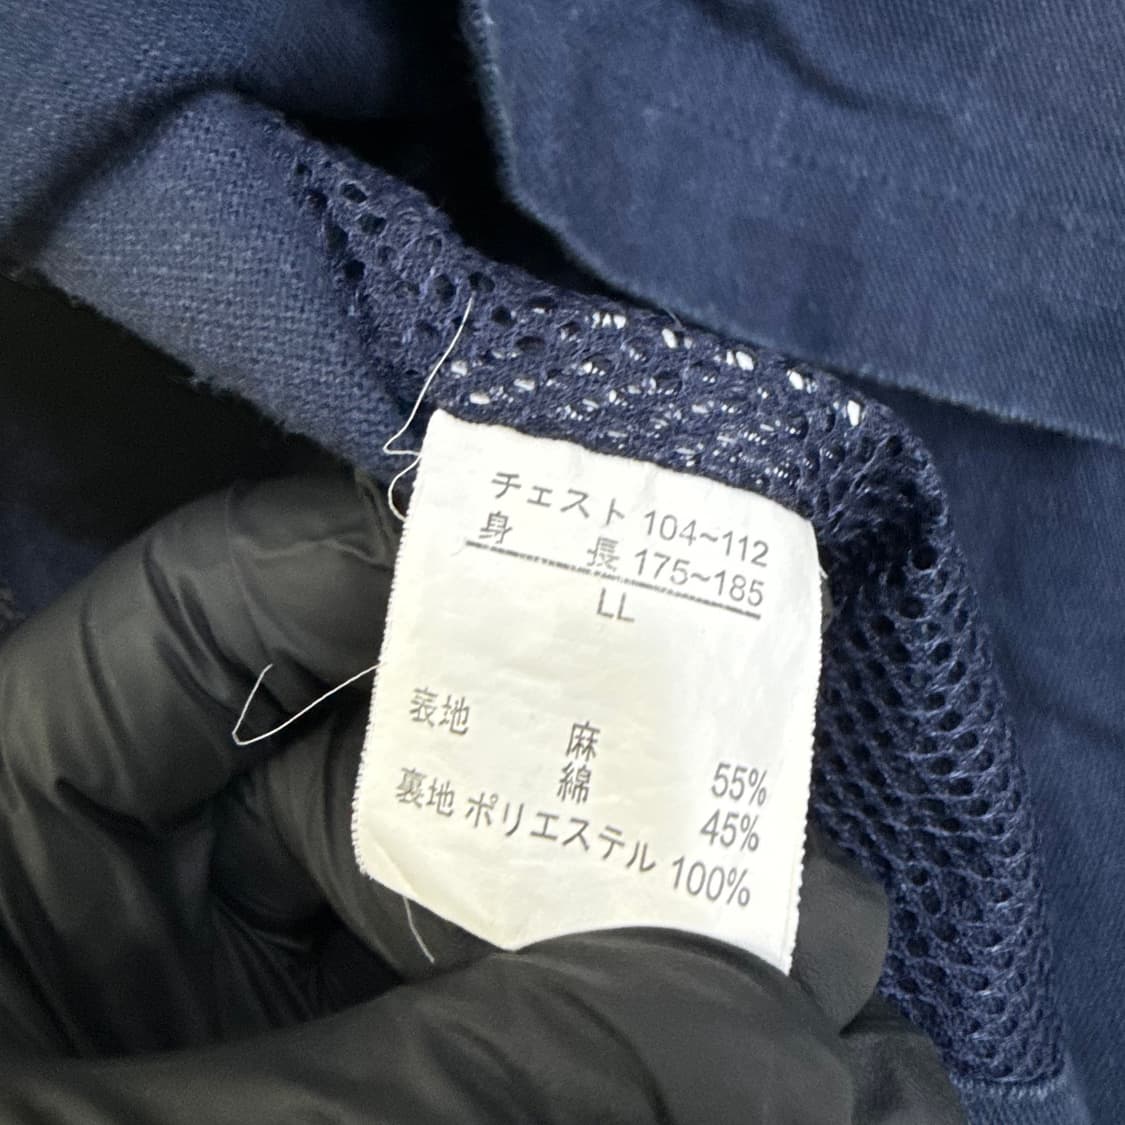 チェスト 104~112
身 長 175~185
LL
表地 麻 55%
綿 45%
裏地 ポリエステル 100%